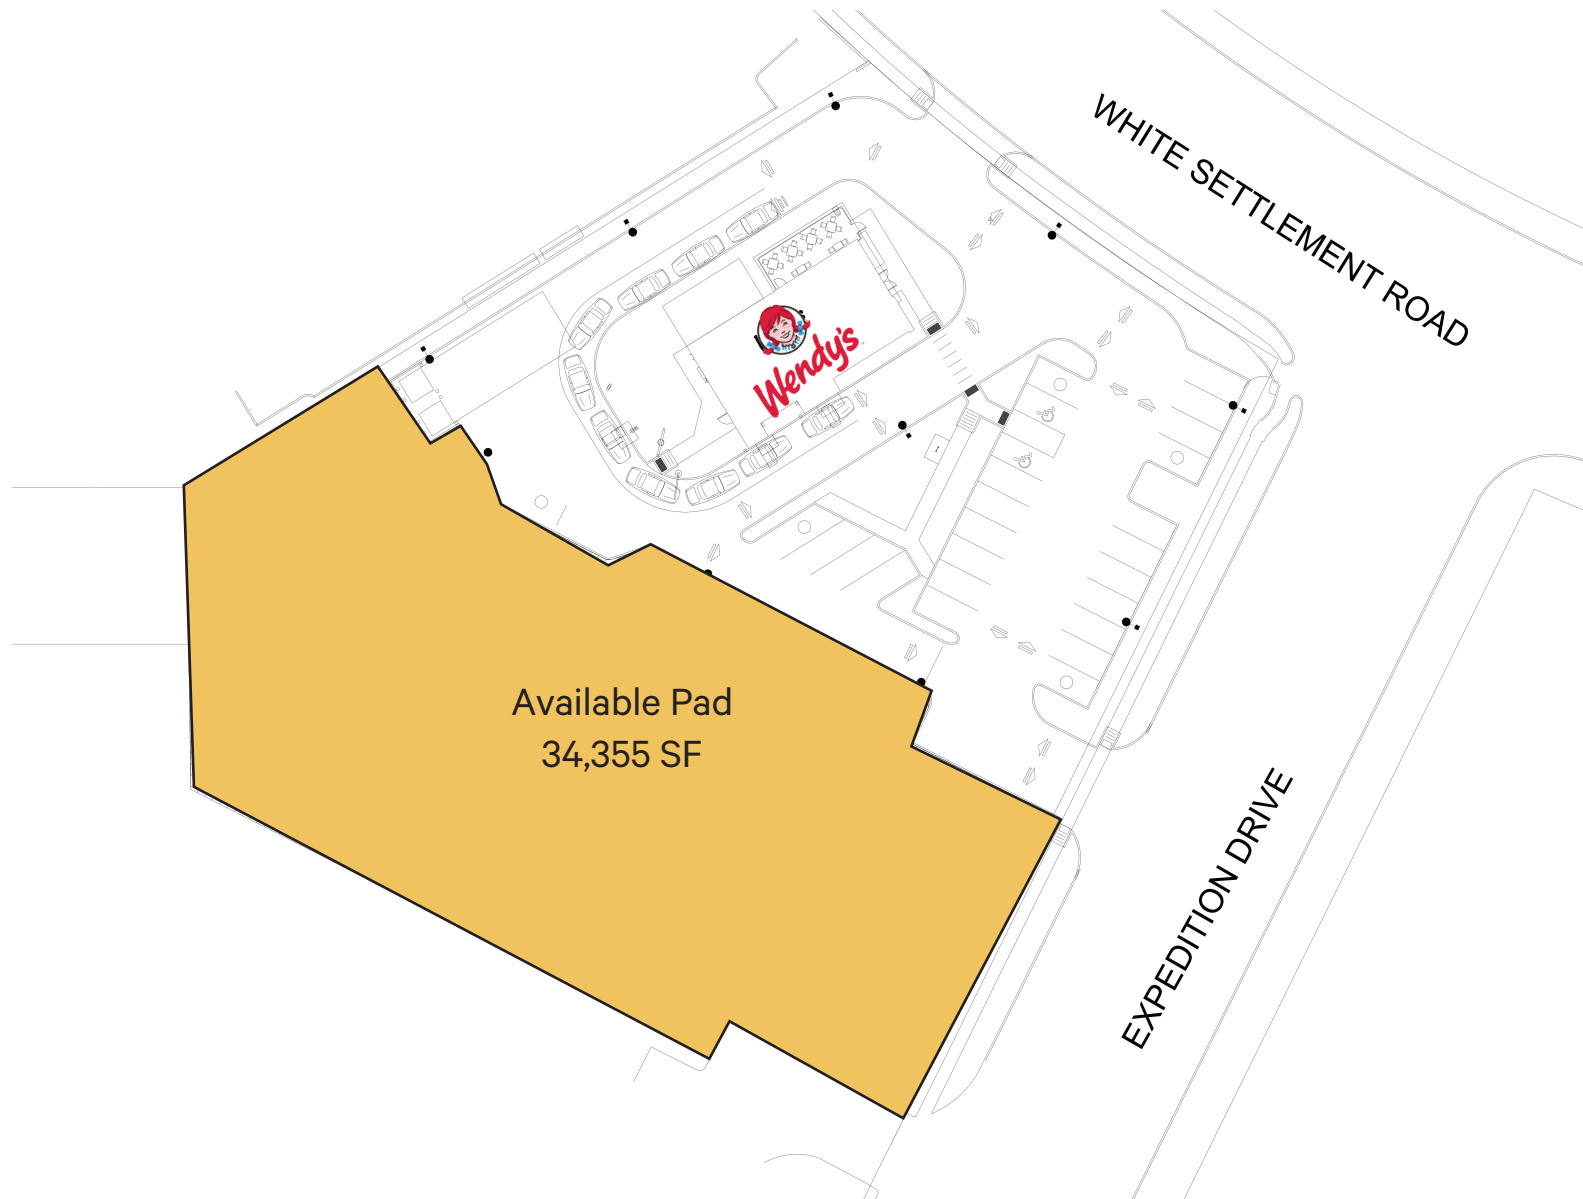 WHITE SETTLEMENT ROAD
Wendy's
Available Pad
34,355 SF
EXPEDITION DRIVE